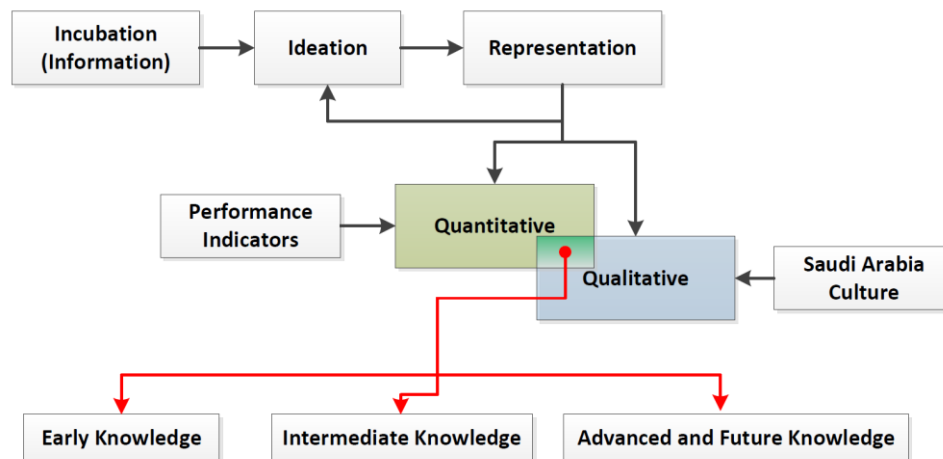 Incubation
(Information)
Ideation
Representation
Performance
Indicators
Quantitative
Qualitative
Saudi Arabia
Culture
Early Knowledge
Intermediate Knowledge
Advanced and Future Knowledge